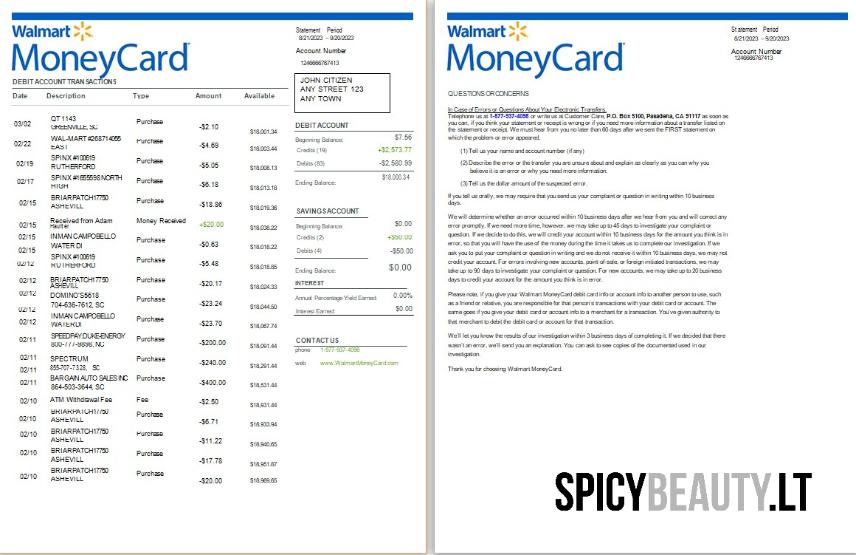 Walmart
MoneyCard
Statement Period
8/21/2023 - 9/20/2023
Account Number
1246666767413
DEBIT ACCOUNT TRANSACTIONS
Date Description Type Amount Available
JOHN CITIZEN
ANY STREET 123
ANY TOWN
03/02 QT 1143 Purchase -$2.10 $18,001.34
GREENVILLE, SC
02/22 WAL-MART #268714055 Purchase -$4.69 $18,003.44
EAST
02/19 SPINX #100619 Purchase -$5.05 $18,008.13
RUTHERFORD
02/17 SPINX #1655598 NORTH Purchase -$6.18 $18,013.18
HIGH
02/15 BRIARPATCH17750 Purchase -$18.86 $18,019.36
ASHEVILL
02/15 Received from Adam Money Received +$20.00 $18,038.22
02/15 INMAN CAMPOBELLO Purchase -$0.63 $18,018.22
02/15 WATER DI
02/12 SPINX #100619 Purchase -$5.48 $18,018.85
RUTHERFORD
02/12 BRIARPATCH17750 Purchase -$20.17 $18,024.33
ASHEVILL
02/12 DOMINO'S 5618 Purchase -$23.24 $18,044.50
02/12 704-636-7612, SC
02/12 INMAN CAMPOBELLO Purchase -$23.70 $18,067.74
WATER DI
02/11 SPEEDPAY:DUKE-ENERGY Purchase -$200.00 $18,091.44
800-777-9898, NC
02/11 SPECTRUM Purchase -$240.00 $18,291.44
02/11 855-707-7328, SC
02/11 BARGAIN AUTO SALES INC Purchase -$400.00 $18,531.44
864-503-3644, SC
02/10 ATM Withdrawal Fee Fee -$2.50 $18,931.44
02/10 BRIARPATCH17750 Purchase -$6.71 $18,933.94
ASHEVILL
02/10 BRIARPATCH17750 Purchase -$11.22 $18,940.65
ASHEVILL
02/10 BRIARPATCH17750 Purchase -$17.78 $18,951.87
ASHEVILL
02/10 BRIARPATCH17750 Purchase -$20.00 $18,969.65
ASHEVILL
DEBIT ACCOUNT
Beginning Balance: $7.56
Credits (19) +$2,573.77
Debits (83) -$2,580.99
Ending Balance: $18,000.34
SAVINGS ACCOUNT
Beginning Balance: $0.00
Credits (2) +$50.00
Debits (4) -$50.00
Ending Balance: $0.00
INTEREST
Annual Percentage Yield Earned: 0.00%
Interest Earned: $0.00
CONTACT US
phone 1-877-937-4098
web www.WalmartMoneyCard.com
Walmart
MoneyCard
Statement Period
8/21/2023 - 9/20/2023
Account Number
1246666767413
QUESTIONS OR CONCERNS
In Case of Errors or Questions About Your Electronic Transfers,
Telephone us at 1-877-937-4098 or write us at Customer Care, P.O. Box 5100, Pasadena, CA 91117 as soon as
you can, if you think your statement or receipt is wrong or if you need more information about a transfer listed on
the statement or receipt. We must hear from you no later than 60 days after we sent the FIRST statement on
which the problem or error appeared.
(1) Tell us your name and account number (if any)
(2) Describe the error or the transfer you are unsure about and explain as clearly as you can why you
believe it is an error or why you need more information.
(3) Tell us the dollar amount of the suspected error.
If you tell us orally, we may require that you send us your complaint or question in writing within 10 business
days.
We will determine whether an error occurred within 10 business days after we hear from you and will correct any
error promptly. If we need more time, however, we may take up to 45 days to investigate your complaint or
question. If we decide to do this, we will credit your account within 10 business days for the amount you think is in
error, so that you will have the use of the money during the time it takes us to complete our investigation. If we
ask you to put your complaint or question in writing and we do not receive it within 10 business days, we may not
credit your account. For errors involving new accounts, point-of-sale, or foreign initiated transactions, we may
take up to 90 days to investigate your complaint or question. For new accounts, we may take up to 20 business
days to credit your account for the amount you think is in error.
Please note, if you give your Walmart MoneyCard debit card info or account info to another person to use, such
as a friend or relative, you are responsible for that person's transactions with your debit card or account. The
same goes if you give your debit card or account info to a merchant for a transaction. You've given authority to
that merchant to debit the debit card or account for that transaction.
We'll let you know the results of our investigation within 3 business days of completing it. If we decided that there
wasn't an error, we'll send you an explanation. You can ask to see copies of the documented used in our
investigation.
Thank you for choosing Walmart MoneyCard.
SPICYBEAUTY.LT